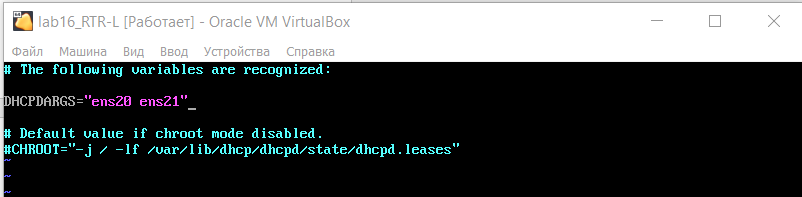 lab16_RTR-L [Работает] - Oracle VM VirtualBox
Файл Машина Вид Ввод Устройства Справка
# The following variables are recognized:
DHCPDARGS="ens20 ens21"_
# Default value if chroot mode disabled.
#CHROOT="-j / -lf /var/lib/dhcp/dhcpd/state/dhcpd.leases"
~
~
~